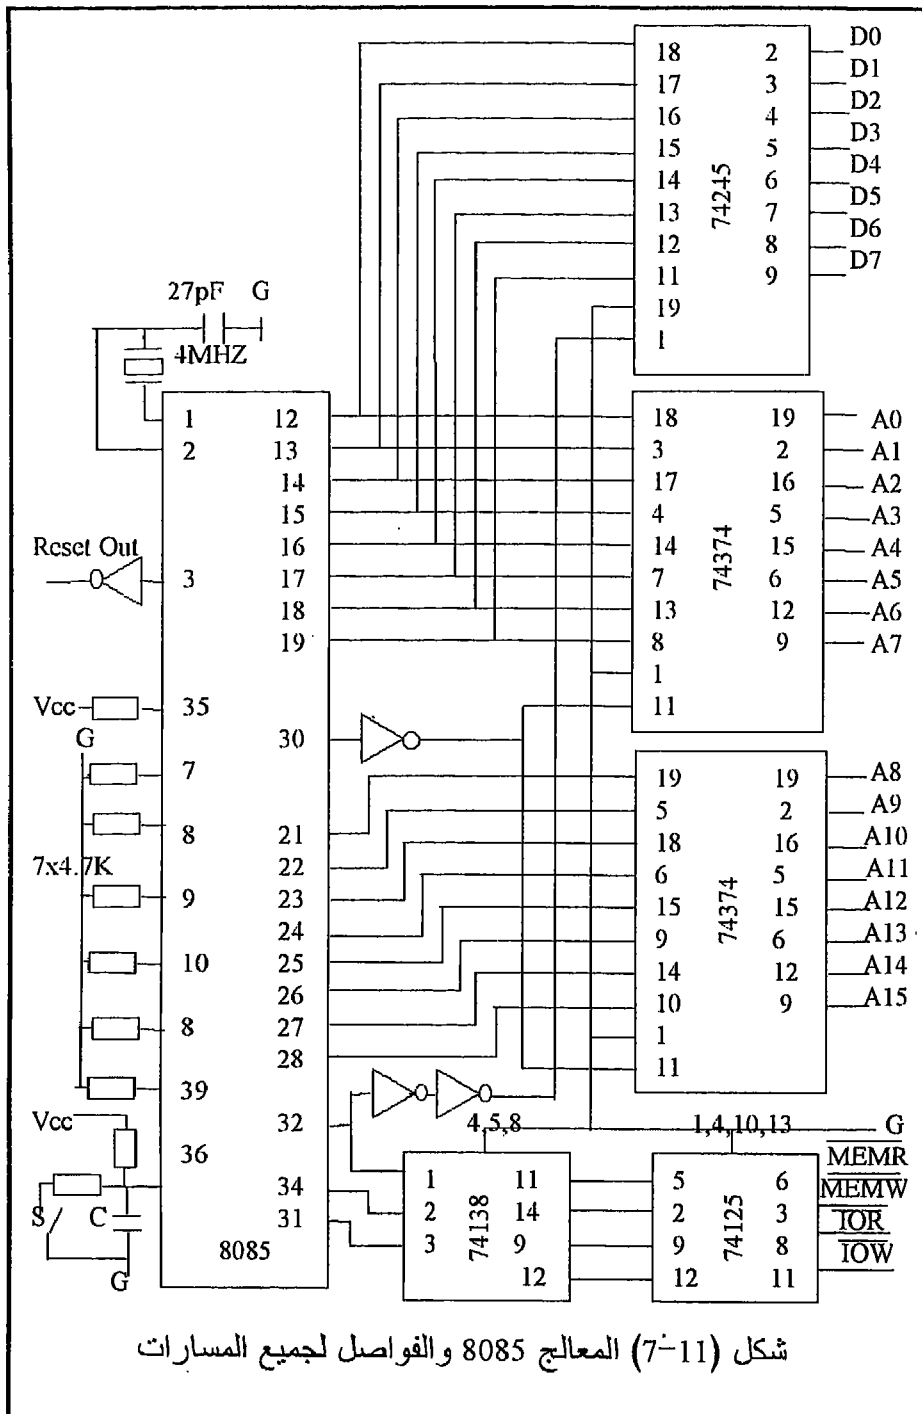 D0
D1
D2
D3
D4
D5
D6
D7
18 2
17 3
16 4
15 5
14 6
13 7
12 8
11 9
19
1
74245
27pF G
4MHZ
1 12
2 13
14
15
16
3 17
18
19
Reset Out
18 19
3 2
17 16
4 5
14 15
7 6
13 12
8 9
1
11
74374
A0
A1
A2
A3
A4
A5
A6
A7
Vcc
35
G
30
7
8
7x4.7K
9
10
8
39
21
22
23
24
25
26
27
28
19 19
5 2
18 16
6 5
15 15
9 6
14 12
10 9
1
11
74374
A8
A9
A10
A11
A12
A13
A14
A15
Vcc
36
32
34
31
S
C
G
8085
4,5,8
1 11
2 14
3 9
12
74138
1,4,10,13
G
5 6
2 3
9 8
12 11
74125
MEMR
MEMW
IOR
IOW
شكل (11-7) المعالج 8085 والفواصل لجميع المسارات